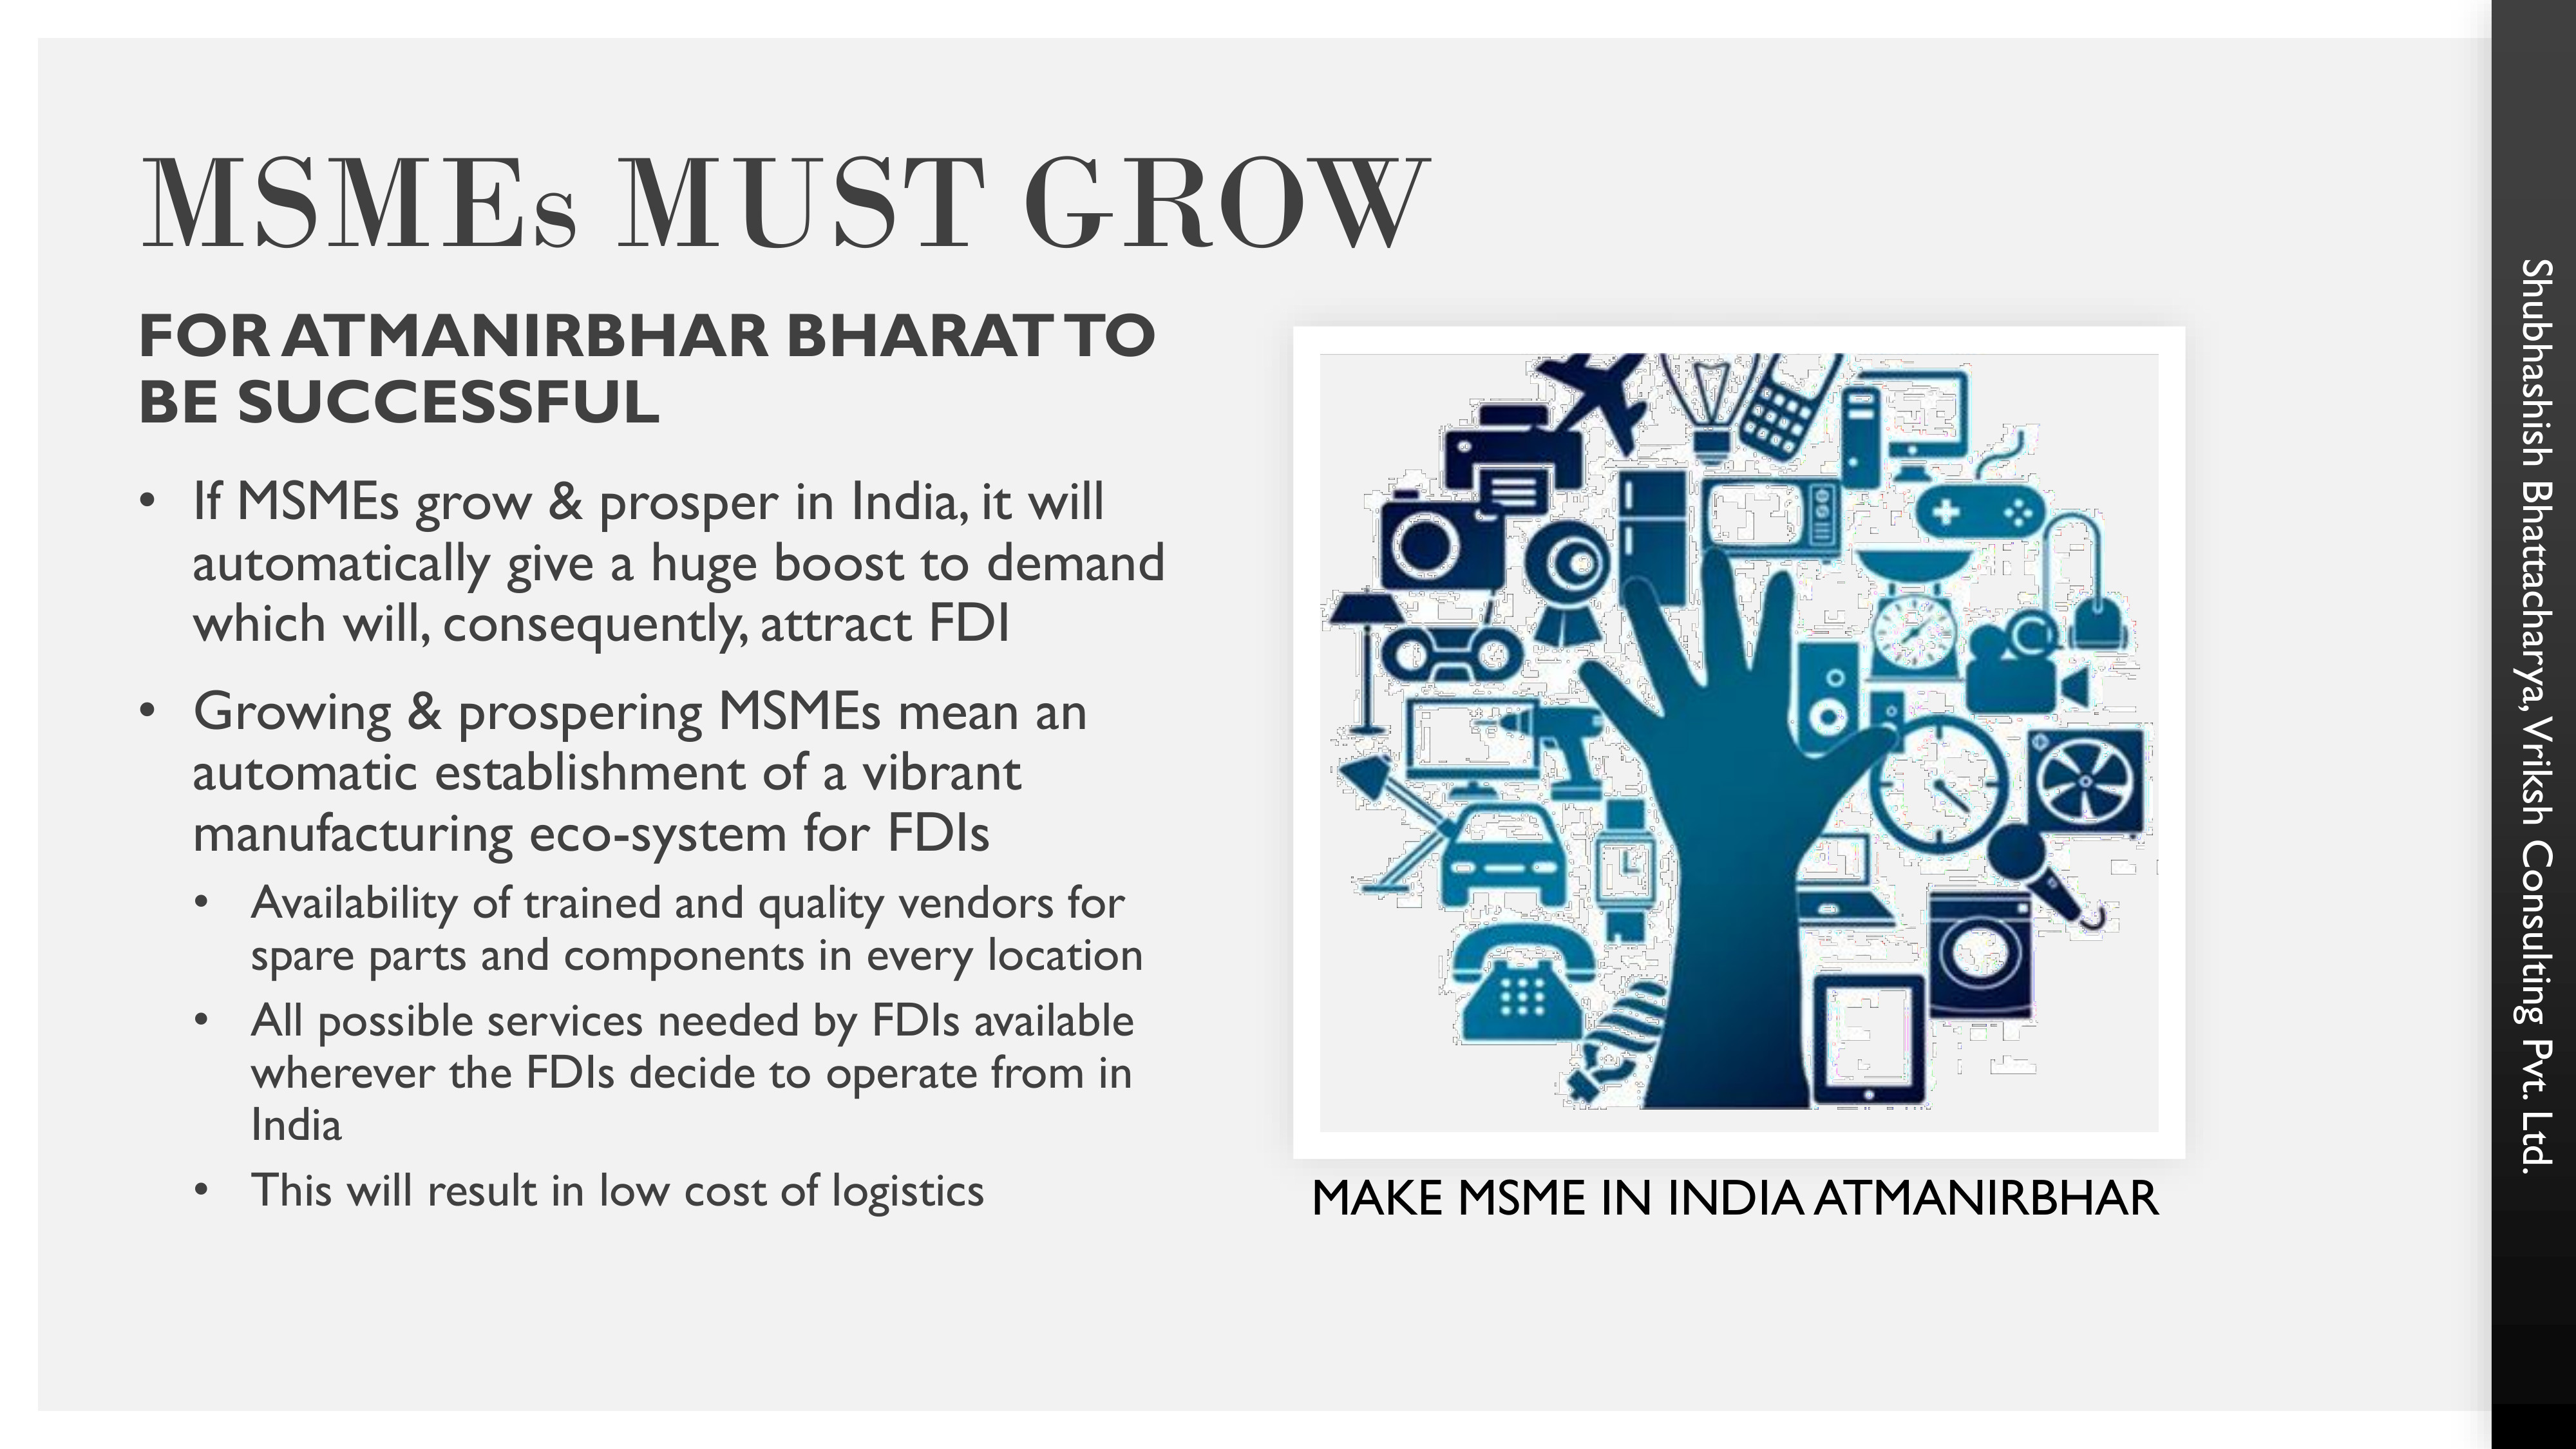 MSMEs MUST GROW
FOR ATMANIRBHAR BHARAT TO
BE SUCCESSFUL
• If MSMEs grow & prosper in India, it will
automatically give a huge boost to demand
which will, consequently, attract FDI
• Growing & prospering MSMEs mean an
automatic establishment of a vibrant
manufacturing eco-system for FDIs
• Availability of trained and quality vendors for
spare parts and components in every location
• All possible services needed by FDIs available
wherever the FDIs decide to operate from in
India
• This will result in low cost of logistics
MAKE MSME IN INDIA ATMANIRBHAR
Shubhashish Bhattacharya, Vriksh Consulting Pvt. Ltd.